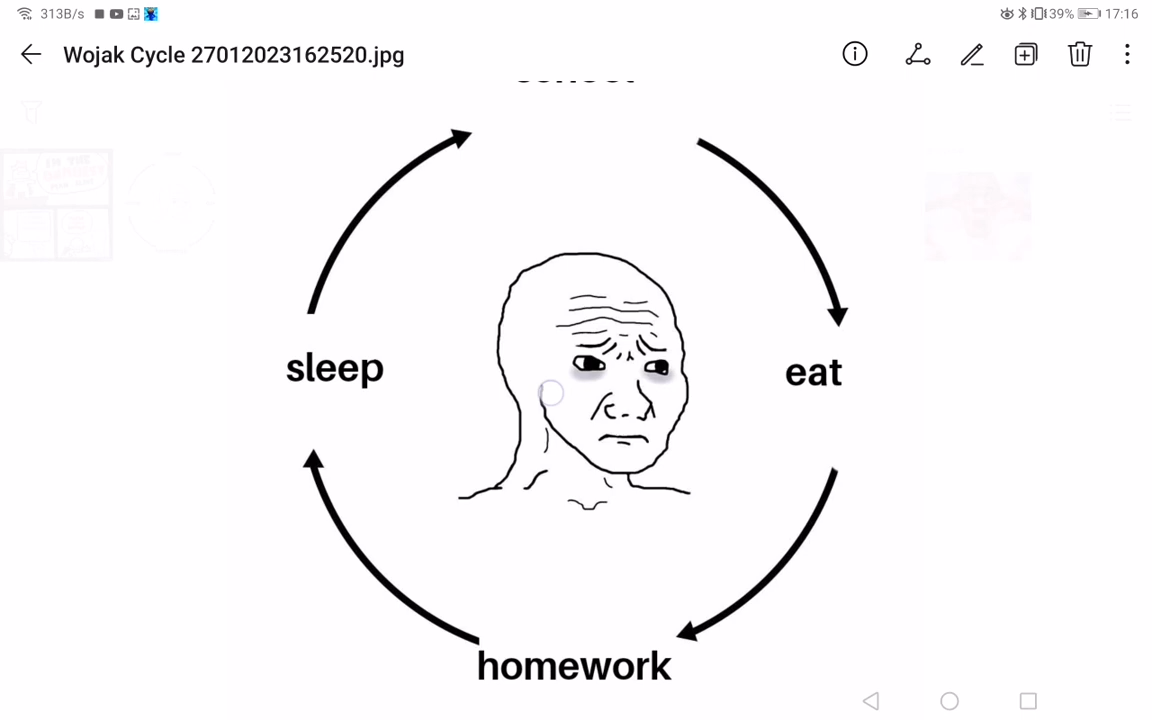 313B/s
39%
17:16
Wojak Cycle 27012023162520.jpg
sleep
eat
homework